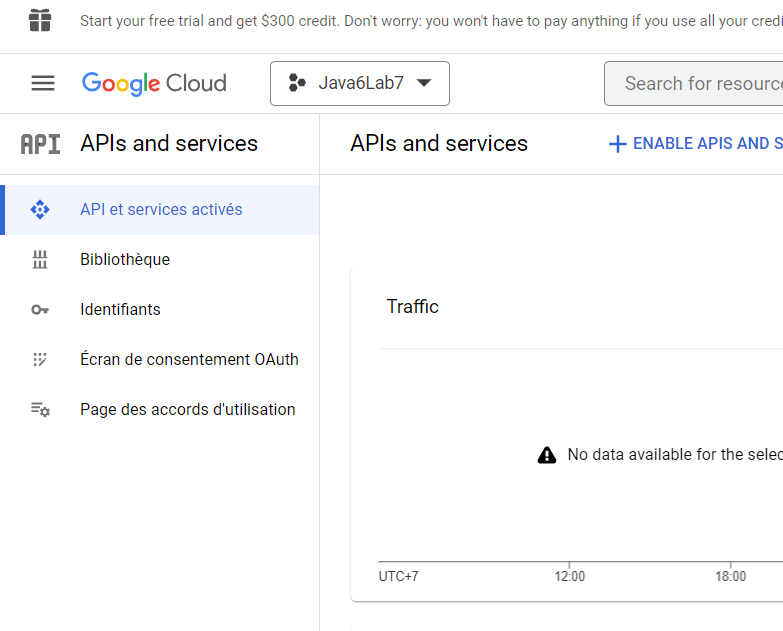 Start your free trial and get $300 credit. Don't worry: you won't have to pay anything if you use all your
Google Cloud
Java6Lab7
Search for
API
APIs and services
APIs and services
ENABLE APIS AND
API et services activés
Bibliothèque
Identifiants
Écran de consentement OAuth
Page des accords d'utilisation
Traffic
No data available for the
UTC+7
12:00
18:00